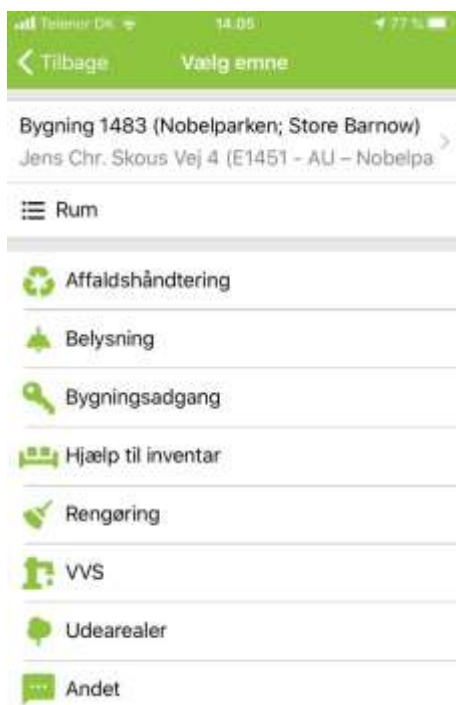 Telenor DK 14.05 77 %
Tilbage Vælg emne
Bygning 1483 (Nobelparken; Store Barnow)
Jens Chr. Skous Vej 4 (E1451 - AU – Nobelpa
Rum
Affaldshåndtering
Belysning
Bygningsadgang
Hjælp til inventar
Rengøring
VVS
Udearealer
Andet